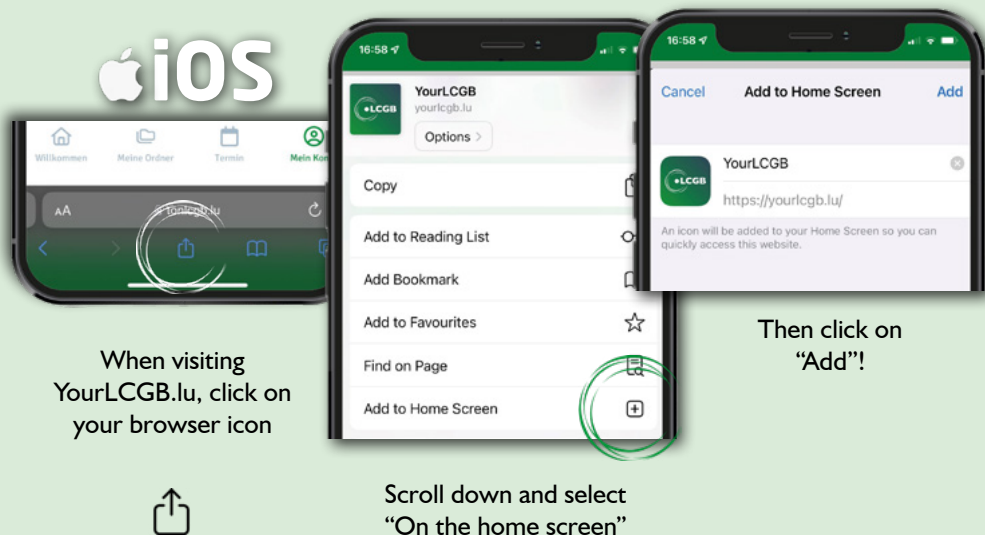 iOS
Willkommen
Meine Ordner
Termin
Mein Kon
AA
tonlcgb.lu
When visiting
YourLCGB.lu, click on
your browser icon
16:58
LCGB
YourLCGB
yourlcgb.lu
Options >
Copy
Add to Reading List
Add Bookmark
Add to Favourites
Find on Page
Add to Home Screen
Scroll down and select
“On the home screen”
16:58
Cancel
Add to Home Screen
Add
LCGB
YourLCGB
https://yourlcgb.lu/
An icon will be added to your Home Screen so you can
quickly access this website.
Then click on
“Add”!